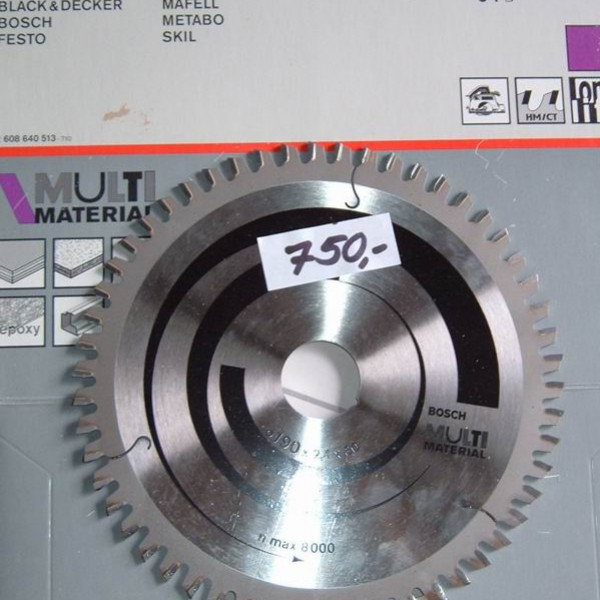 BLACK & DECKER
BOSCH
FESTO
MAFELL
METABO
SKIL
HM/CT
608 640 513
MULTI
MATERIAL
epoxy
750,-
BOSCH
MULTI
MATERIAL
n max 8000